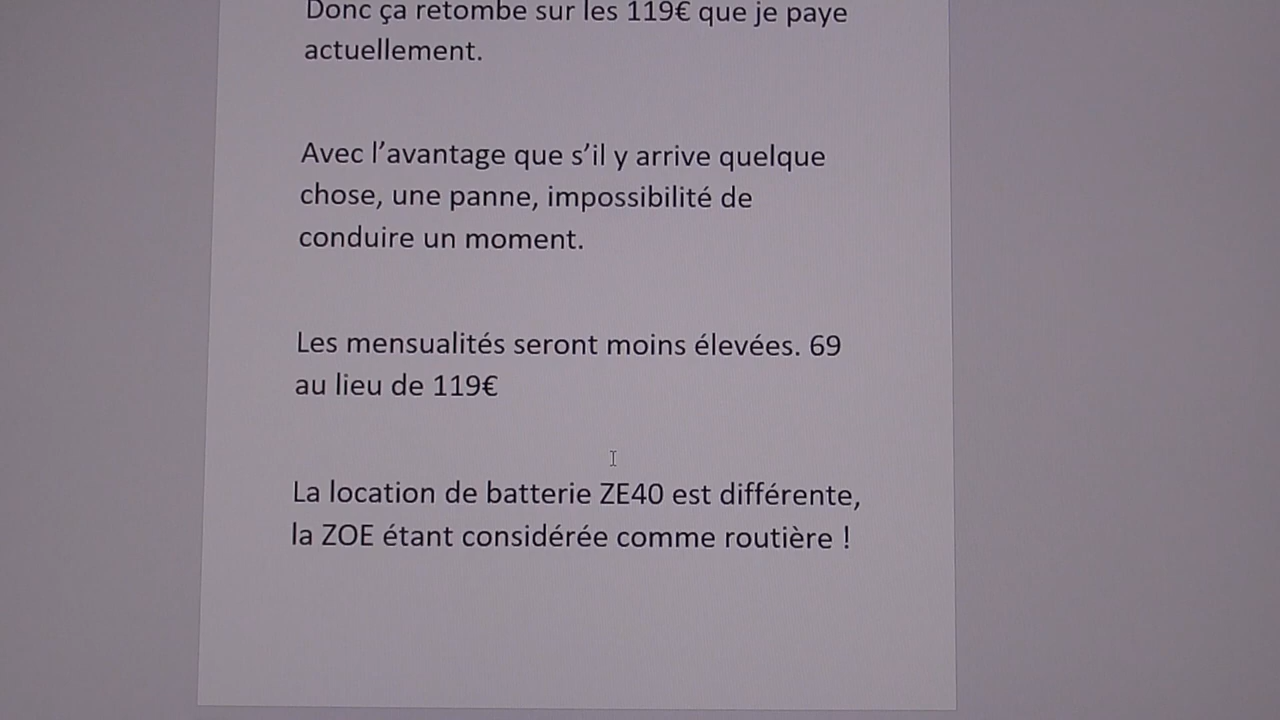 Donc ça retombe sur les 119€ que je paye
actuellement.
Avec l’avantage que s’il y arrive quelque
chose, une panne, impossibilité de
conduire un moment.
Les mensualités seront moins élevées. 69
au lieu de 119€
La location de batterie ZE40 est différente,
la ZOE étant considérée comme routière !